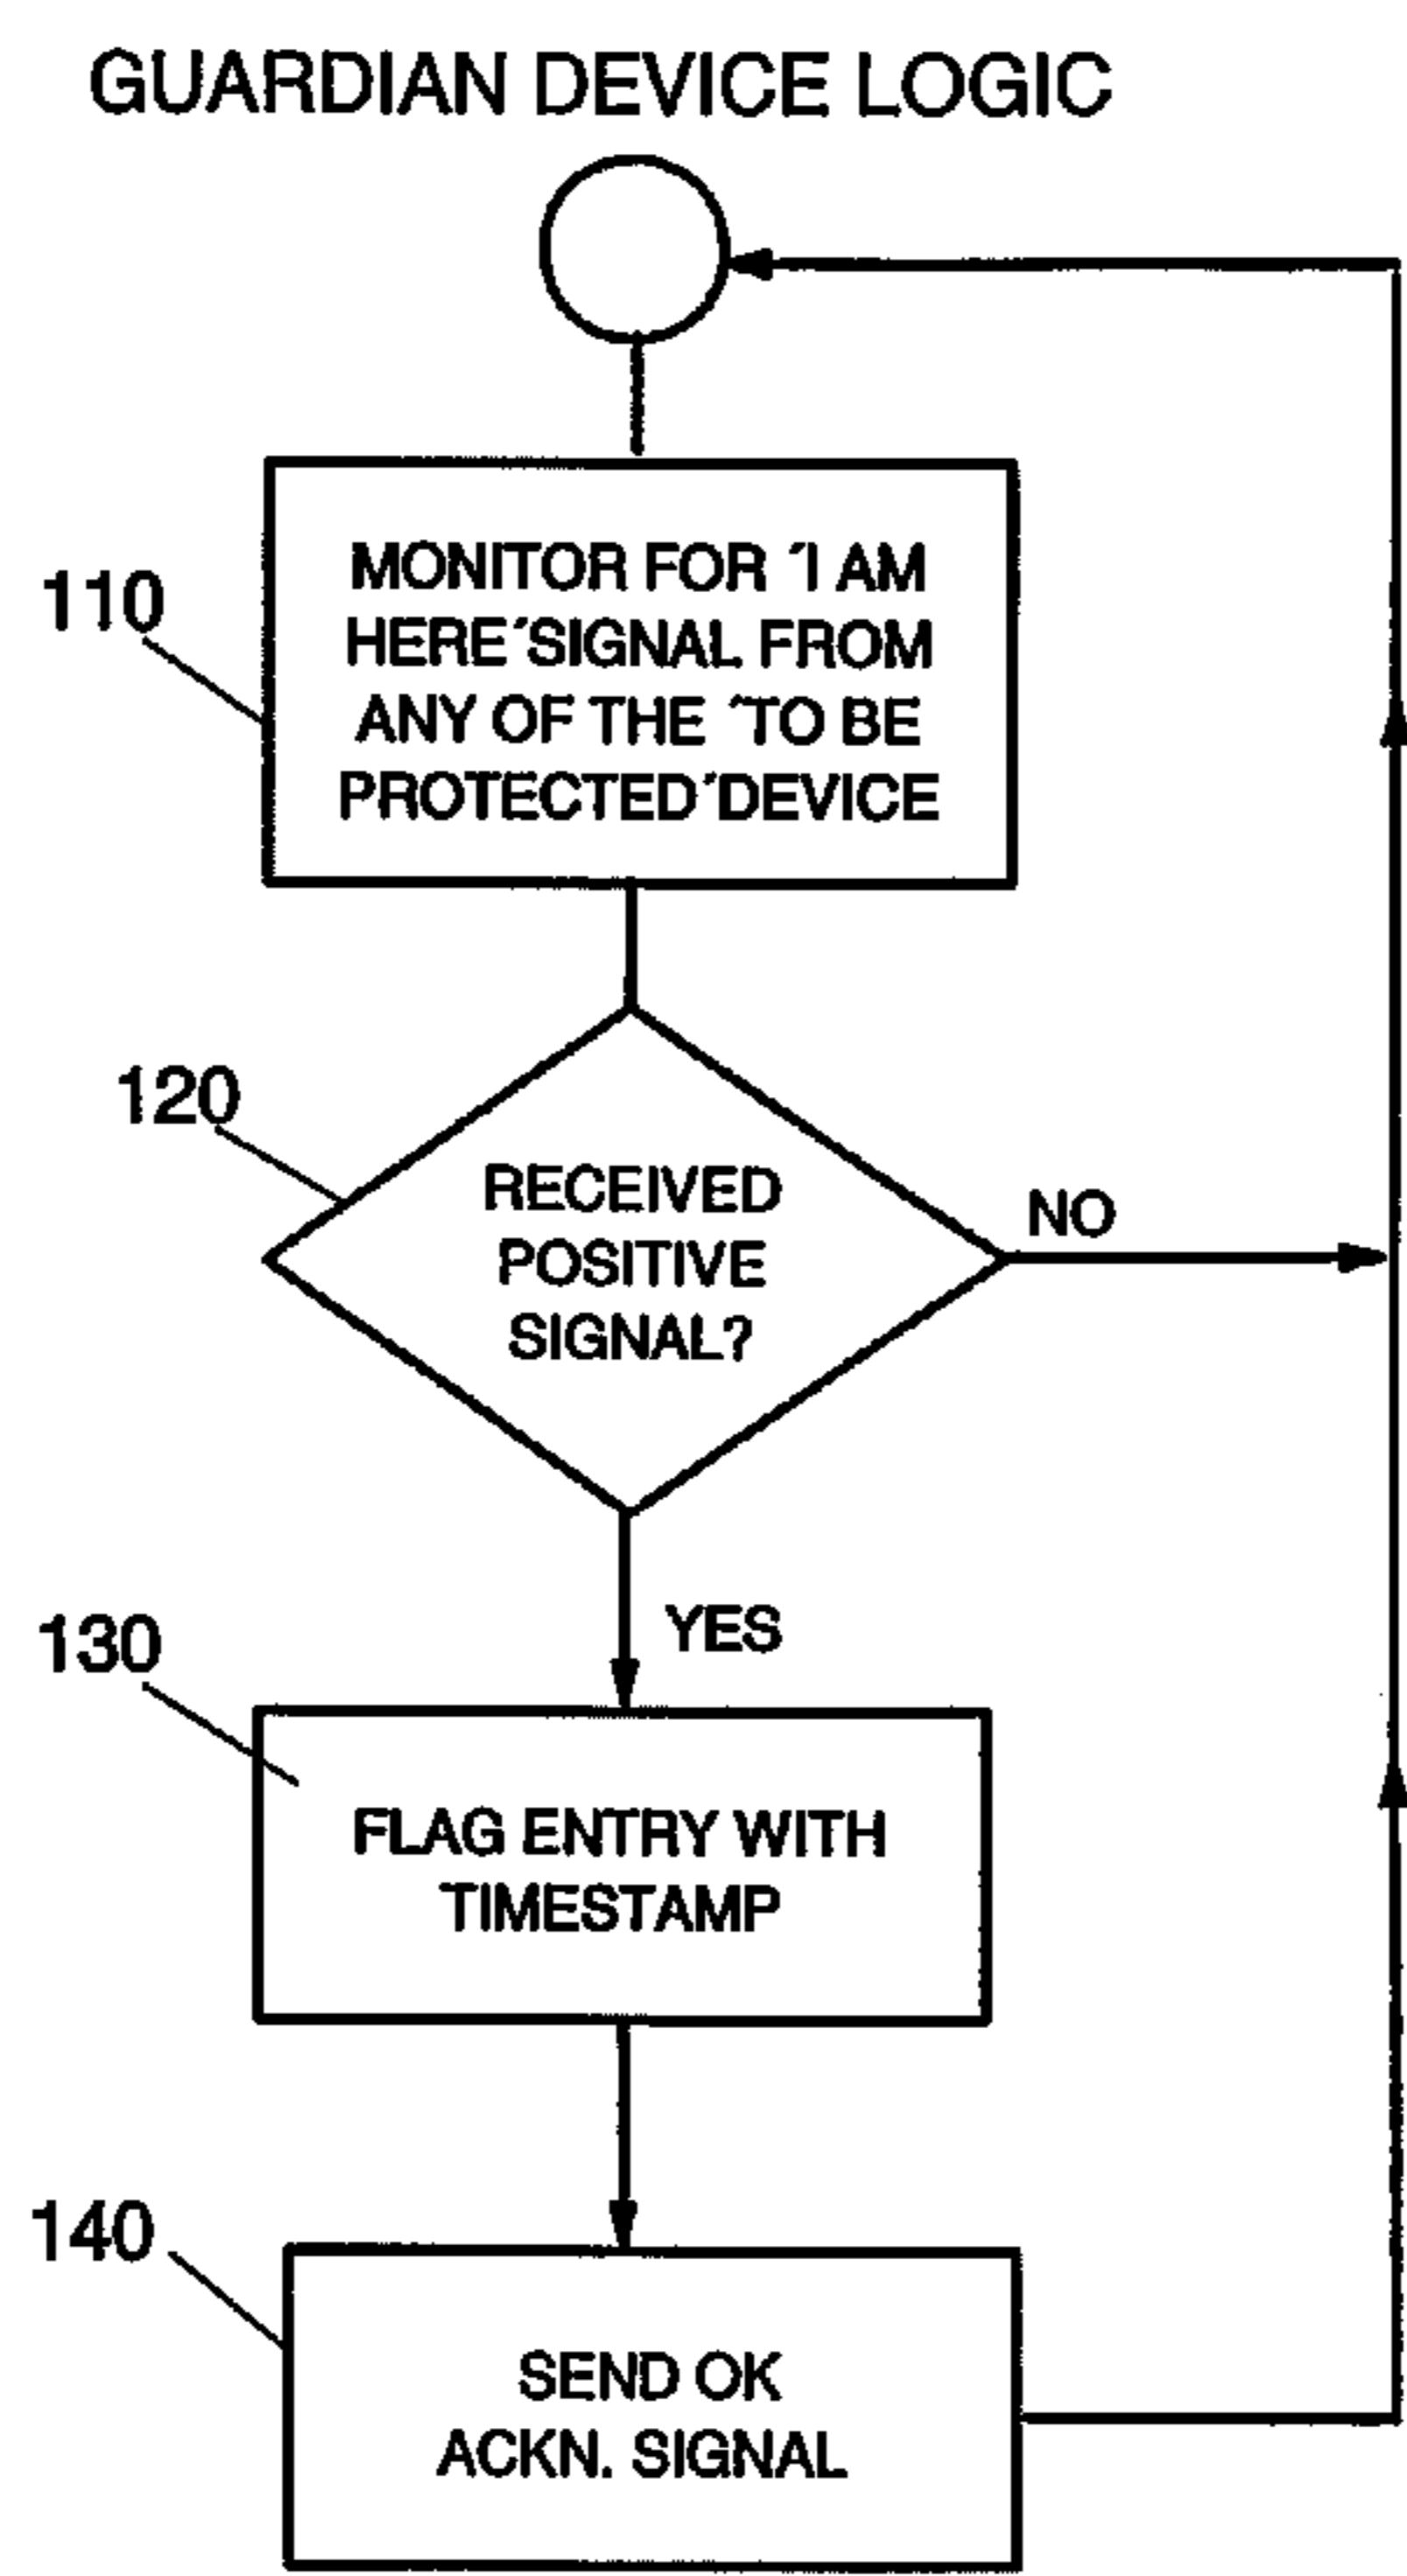 GUARDIAN DEVICE LOGIC
110
MONITOR FOR ´I AM
HERE´SIGNAL FROM
ANY OF THE ´TO BE
PROTECTED´DEVICE
120
RECEIVED
POSITIVE
SIGNAL?
NO
YES
130
FLAG ENTRY WITH
TIMESTAMP
140
SEND OK
ACKN. SIGNAL